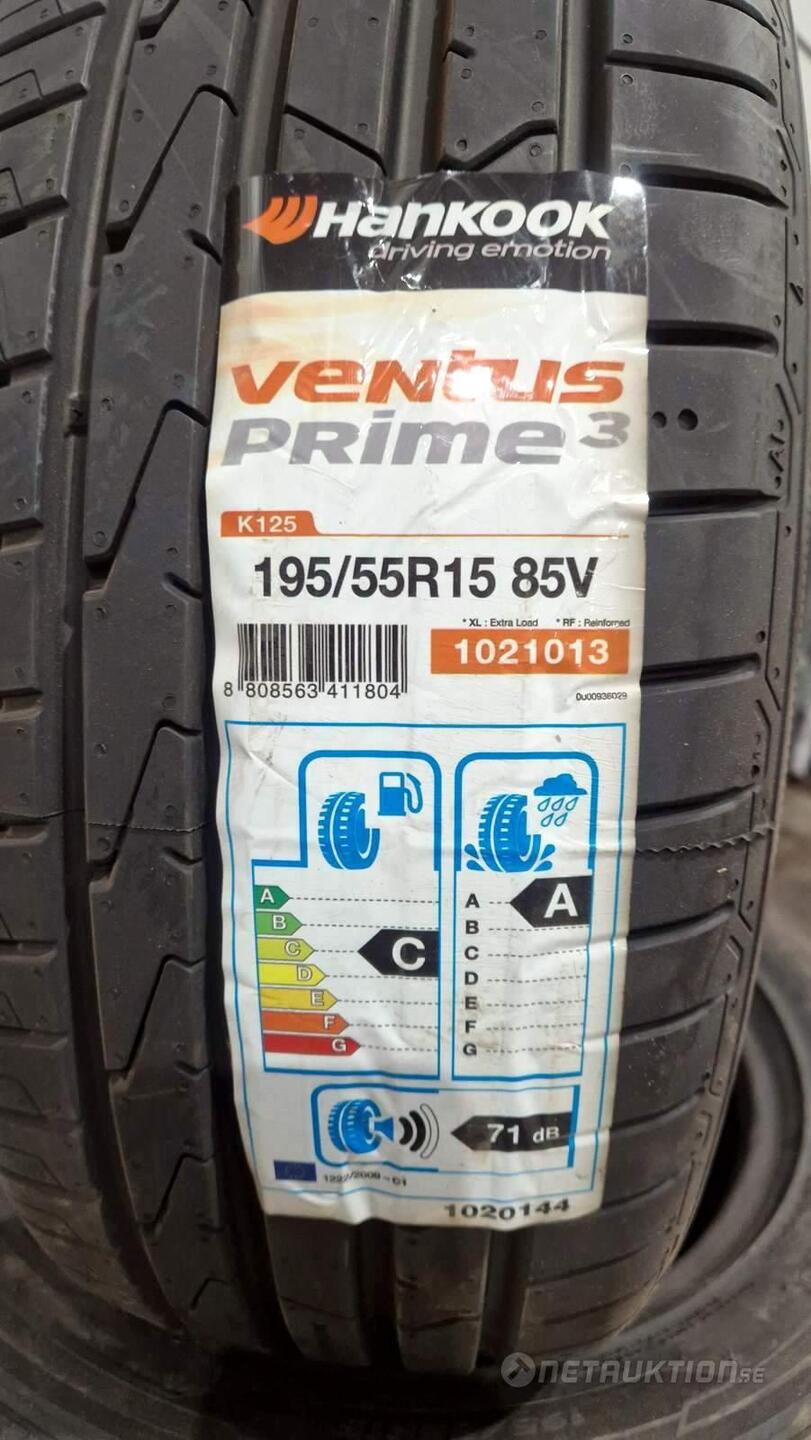 Hankook
driving emotion
Ventus
Prime3
K125
195/55R15 85V
* XL : Extra Load * RF : Reinforced
1021013
8 808563 411804
0u00936029
A
B
C
D
E
F
G
C
A
B
C
D
E
F
G
A
71 dB
1222/2009 - C1
1020144
NETAUKTION.SE